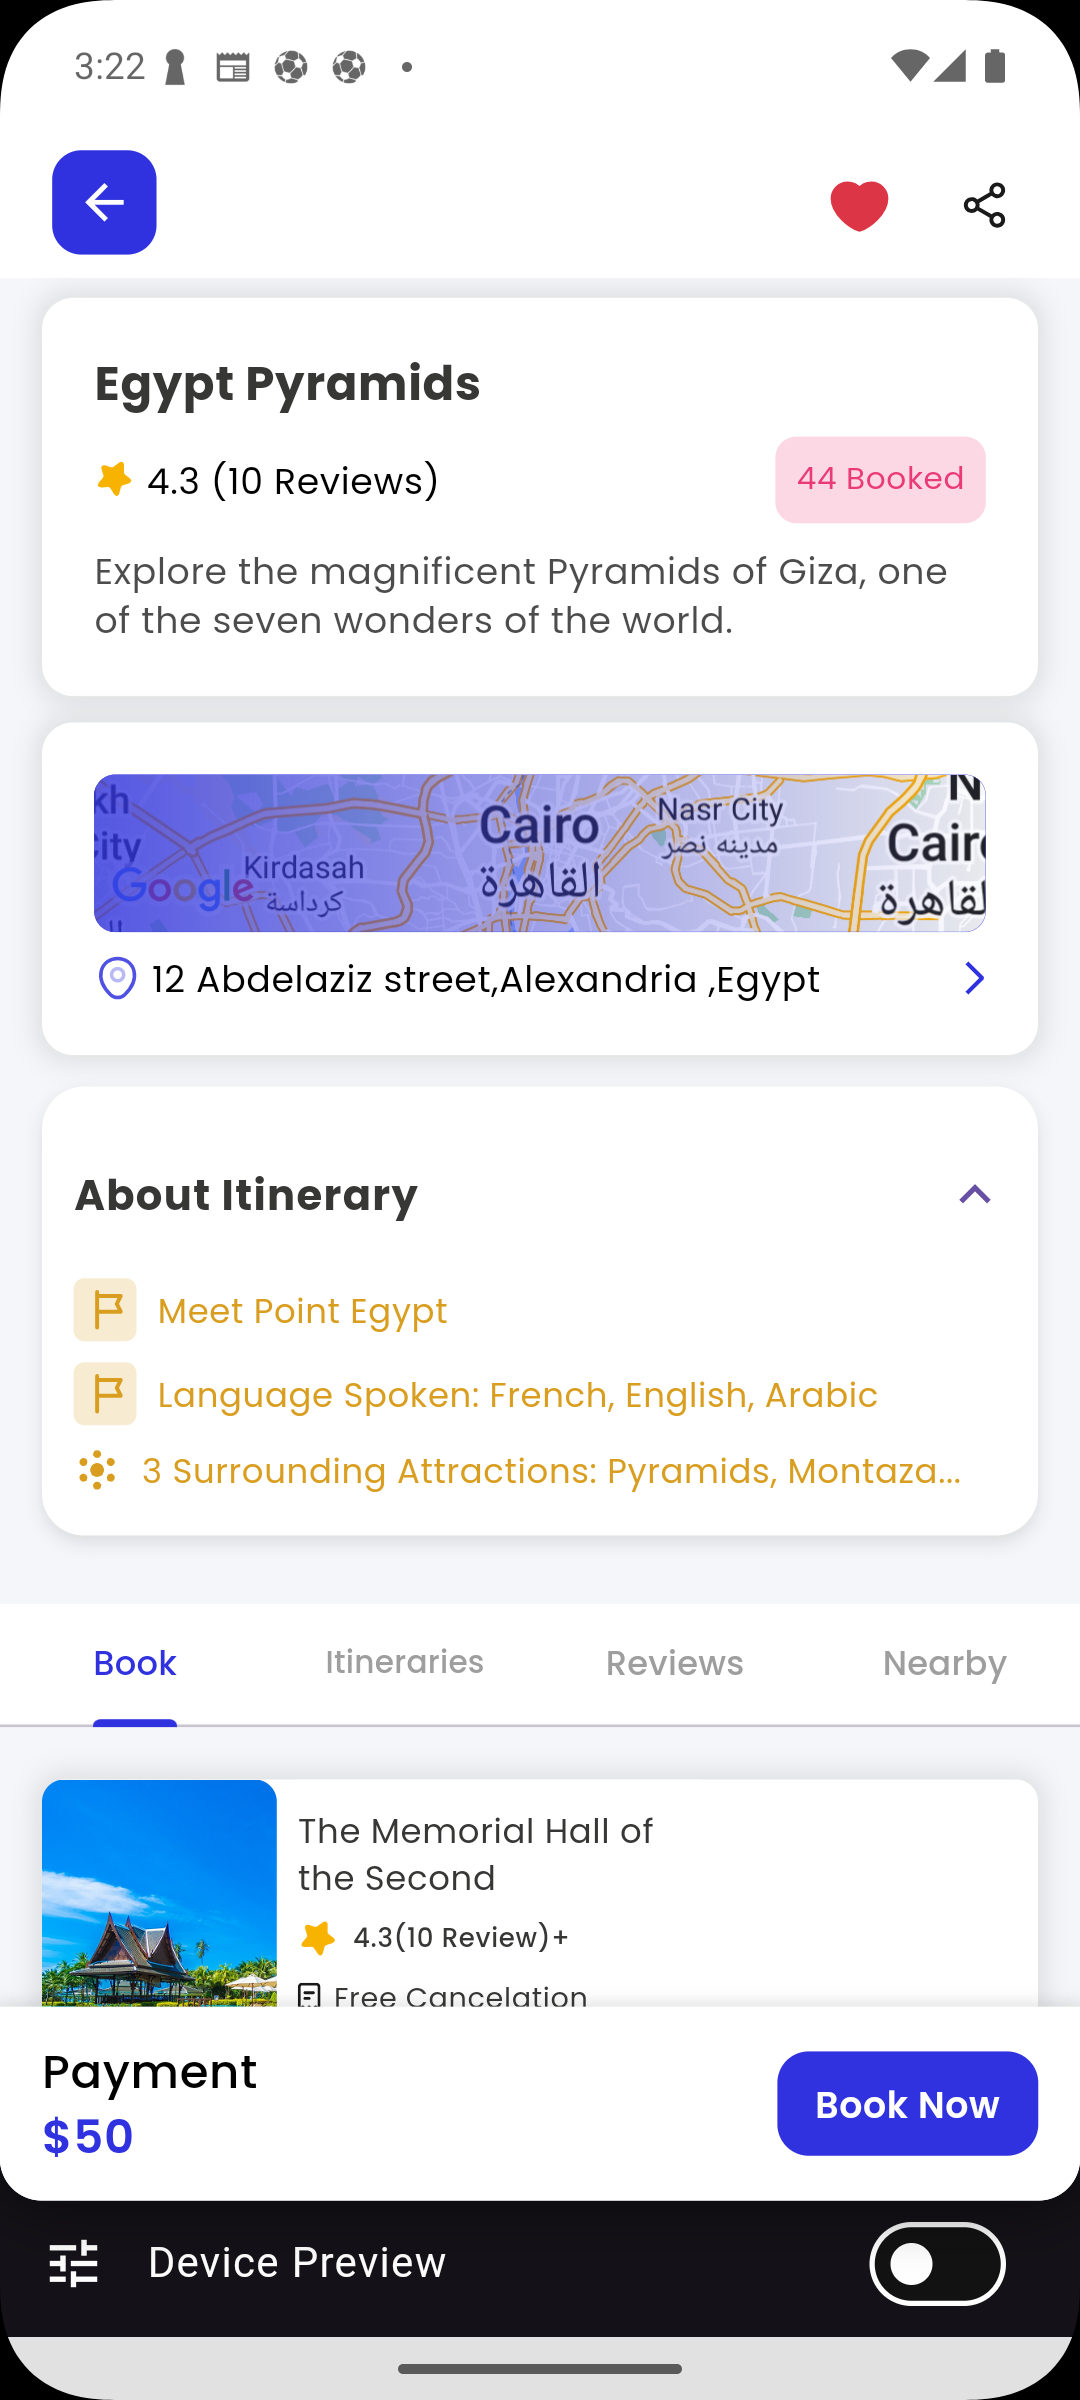 3:22
Egypt Pyramids
4.3 (10 Reviews)
44 Booked
Explore the magnificent Pyramids of Giza, one
of the seven wonders of the world.
kh
City
Google
Kirdasah
كرداسة
Cairo
القاهرة
Nasr City
مدينه نصر
N
Cairo
القاهرة
12 Abdelaziz street,Alexandria ,Egypt
About Itinerary
Meet Point Egypt
Language Spoken: French, English, Arabic
3 Surrounding Attractions: Pyramids, Montaza...
Book
Itineraries
Reviews
Nearby
The Memorial Hall of
the Second
4.3(10 Review)+
Free Cancelation
Payment
$50
Book Now
Device Preview